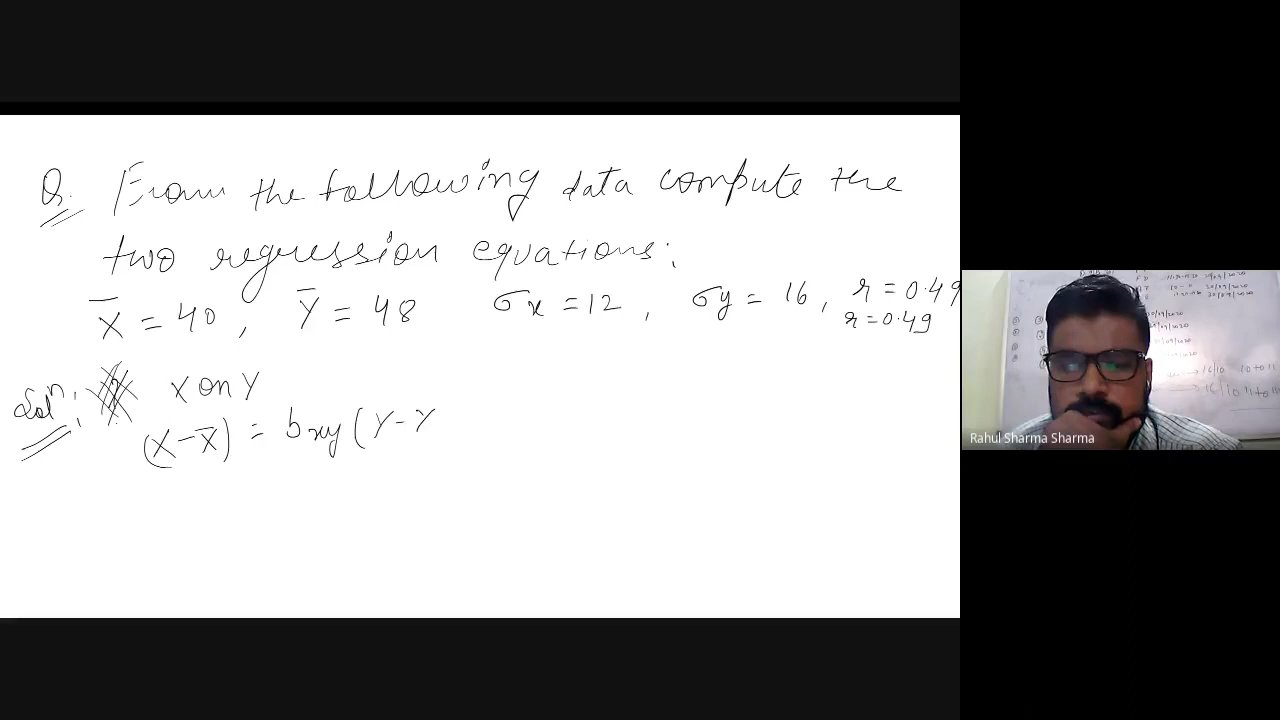 Q. From the following data compute the
two regression equations:
X̄ = 40, Ȳ = 48 σx = 12, σy = 16, r = 0.49
r = 0.49
Solⁿ: X on Y
(X - X̄) = bxy (Y - Y
Rahul Sharma Sharma